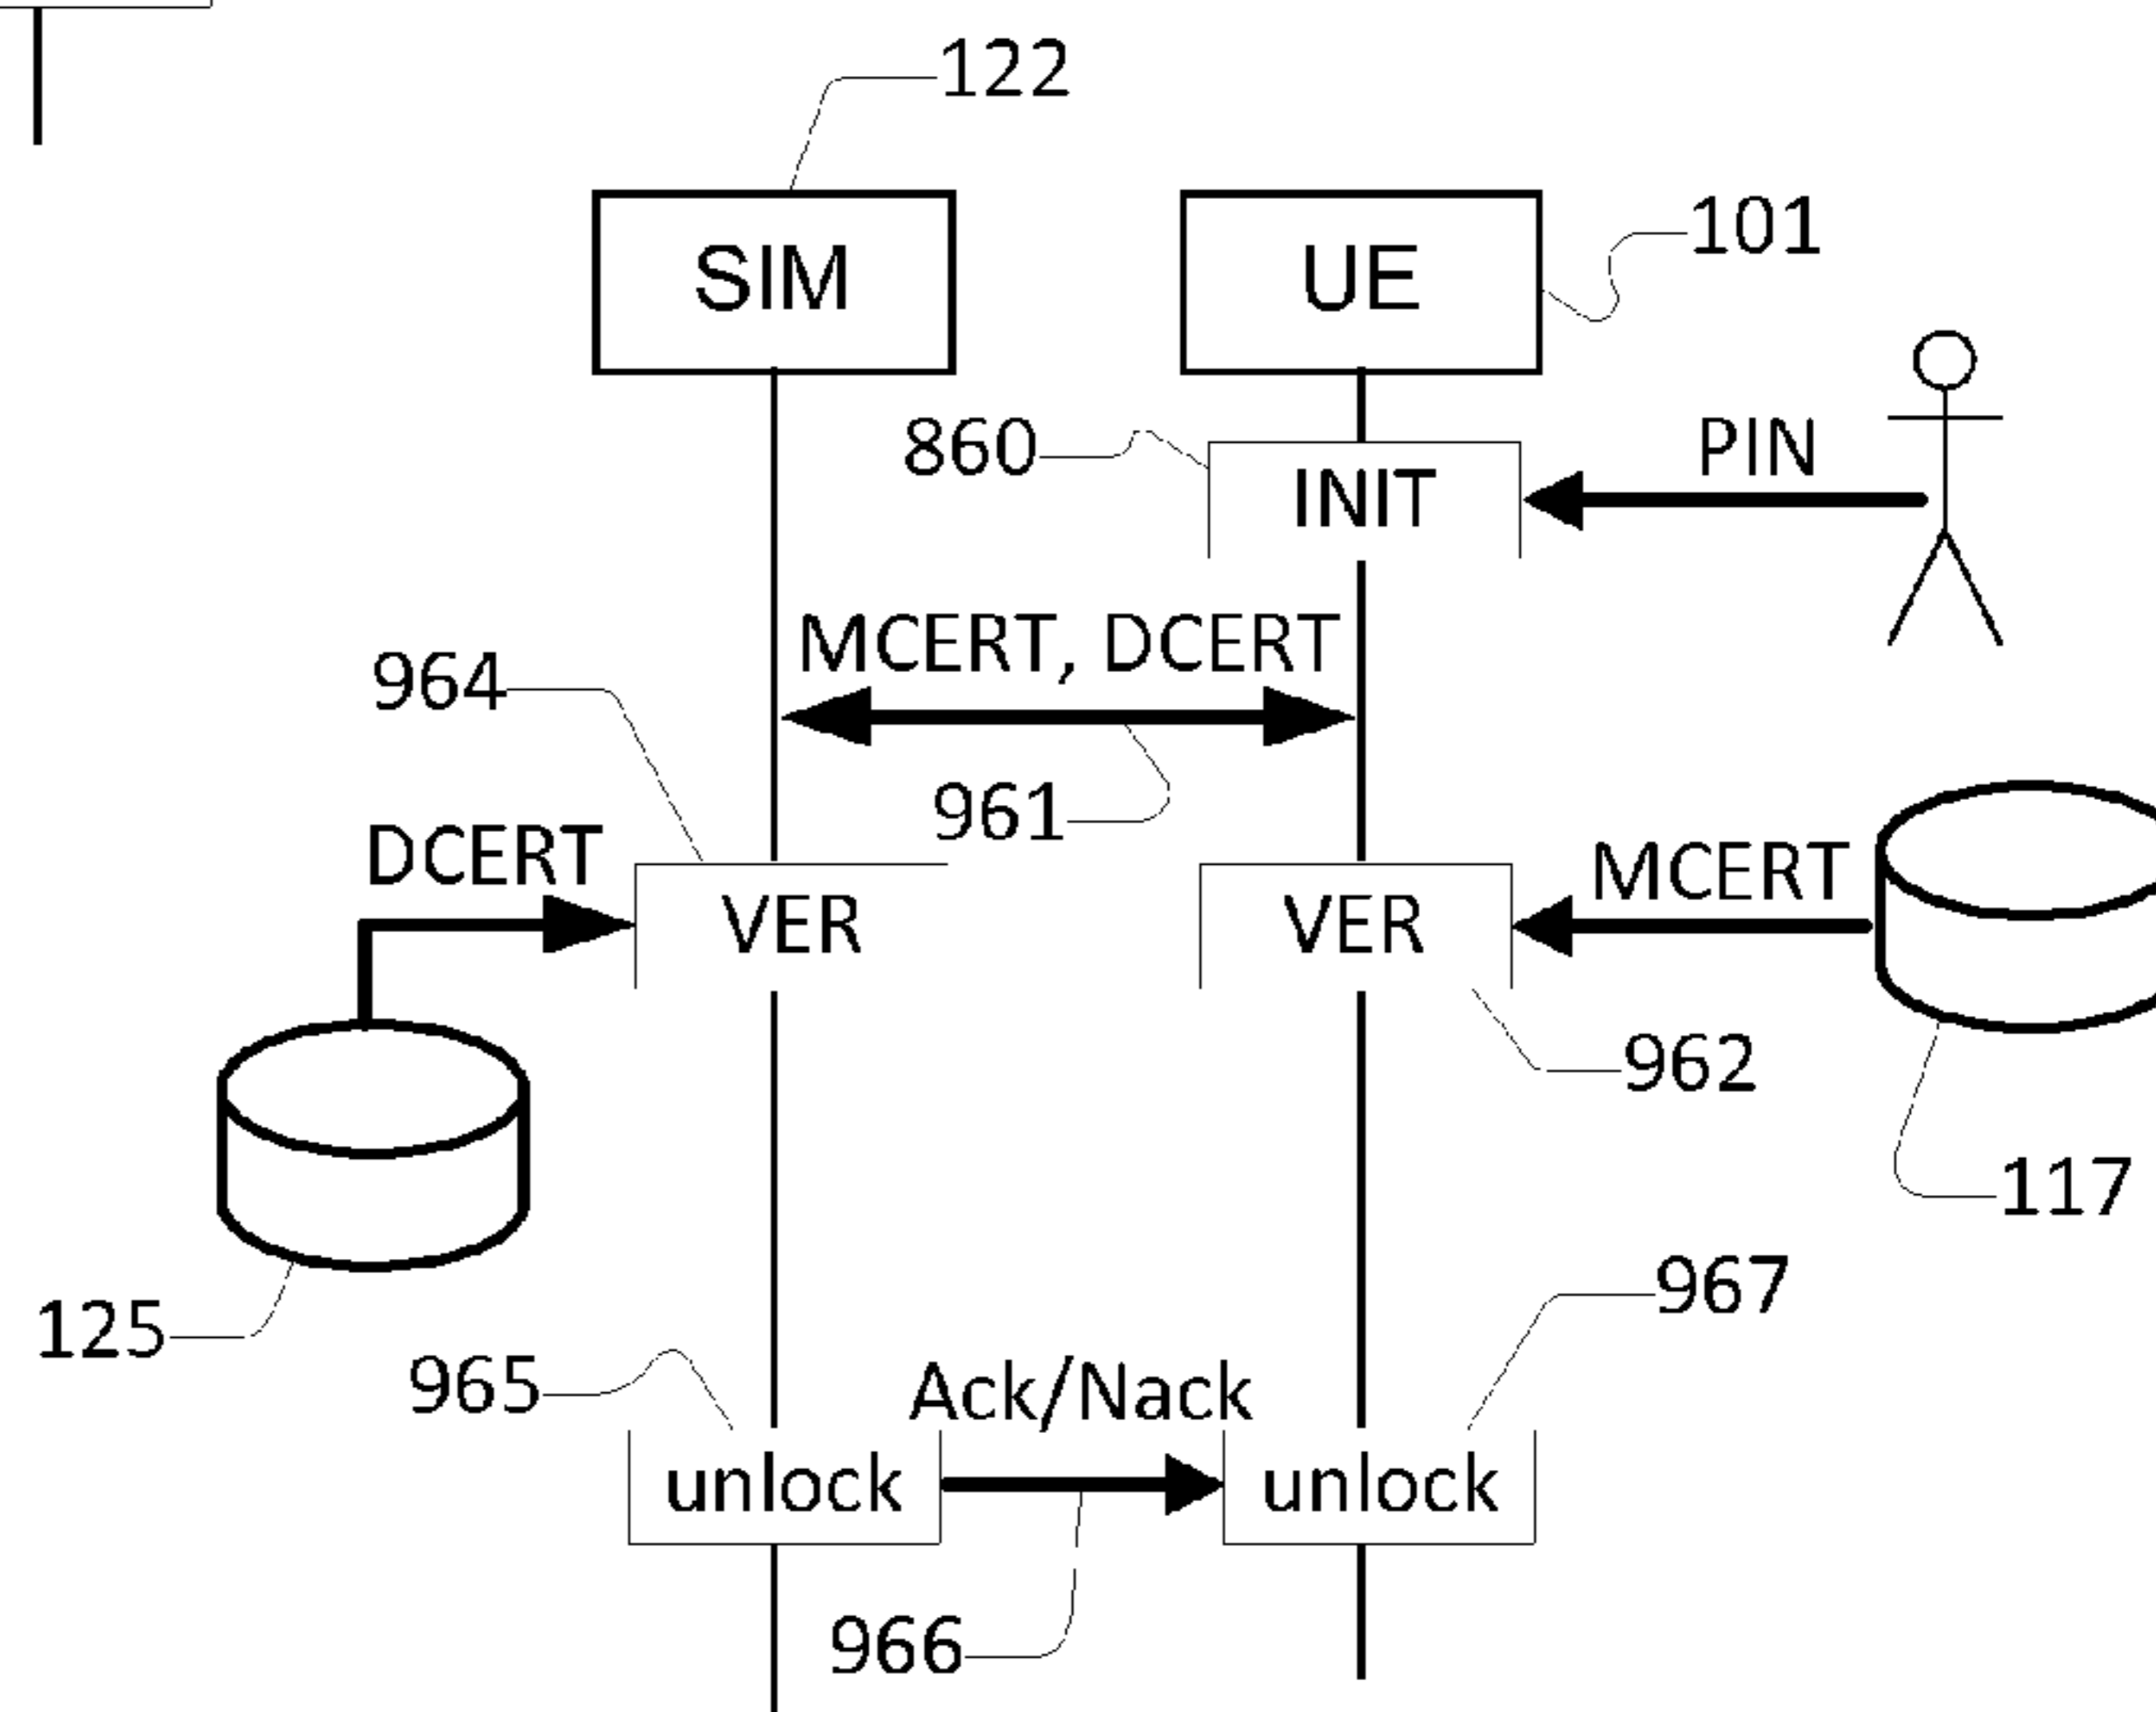 122
SIM
UE
101
860
INIT
PIN
MCERT, DCERT
964
961
DCERT
VER
VER
MCERT
962
117
125
967
965
Ack/Nack
unlock
unlock
966